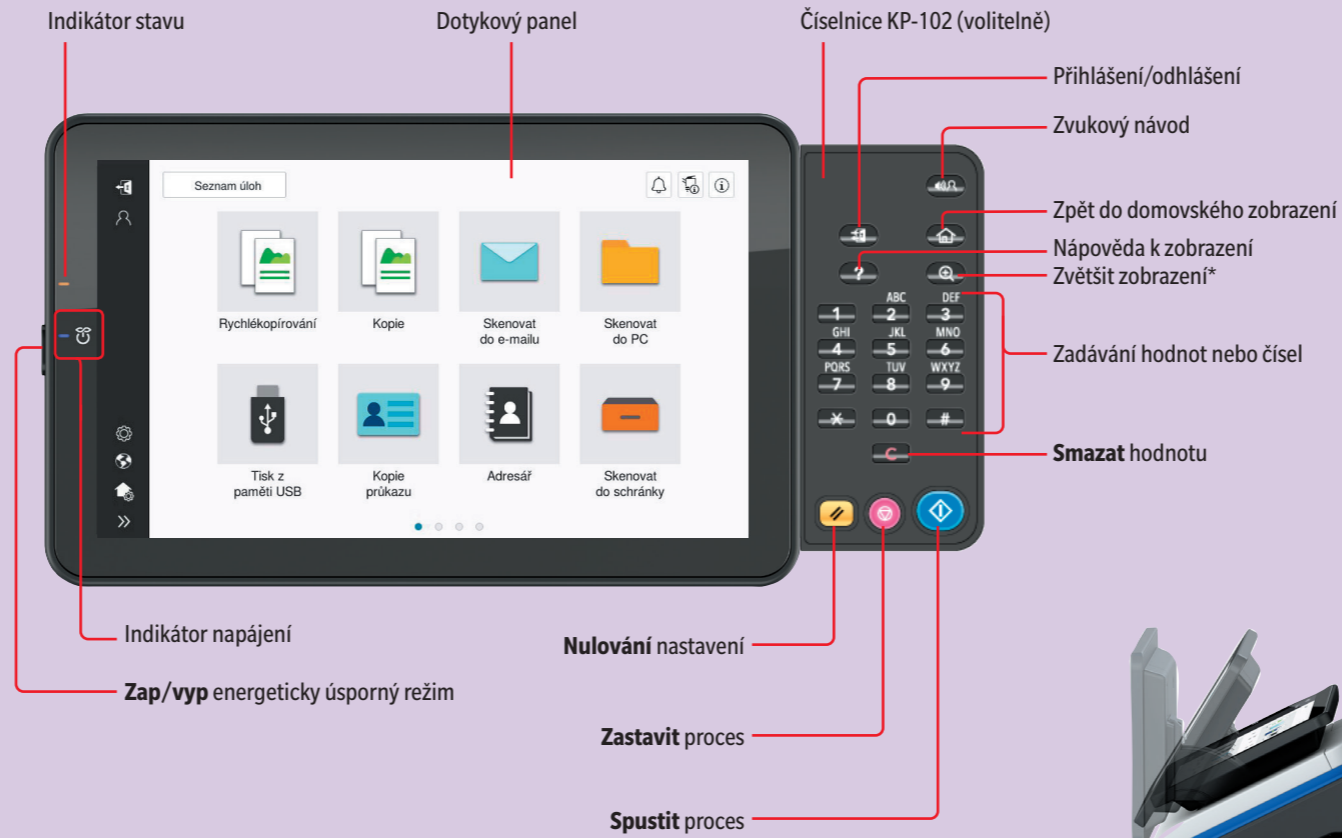 Indikátor stavu
Dotykový panel
Číselnice KP-102 (volitelně)
Přihlášení/odhlášení
Zvukový návod
Zpět do domovského zobrazení
Nápověda k zobrazení
Zvětšit zobrazení*
Zadávání hodnot nebo čísel
Smazat hodnotu
Seznam úloh
Rychlékopírování
Kopie
Skenovat
do e-mailu
Skenovat
do PC
Tisk z
paměti USB
Kopie
průkazu
Adresář
Skenovat
do schránky
?
ABC DEF
1 2 3
GHI JKL MNO
4 5 6
PQRS TUV WXYZ
7 8 9
* 0 #
C
Indikátor napájení
Zap/vyp energeticky úsporný režim
Nulování nastavení
Zastavit proces
Spustit proces